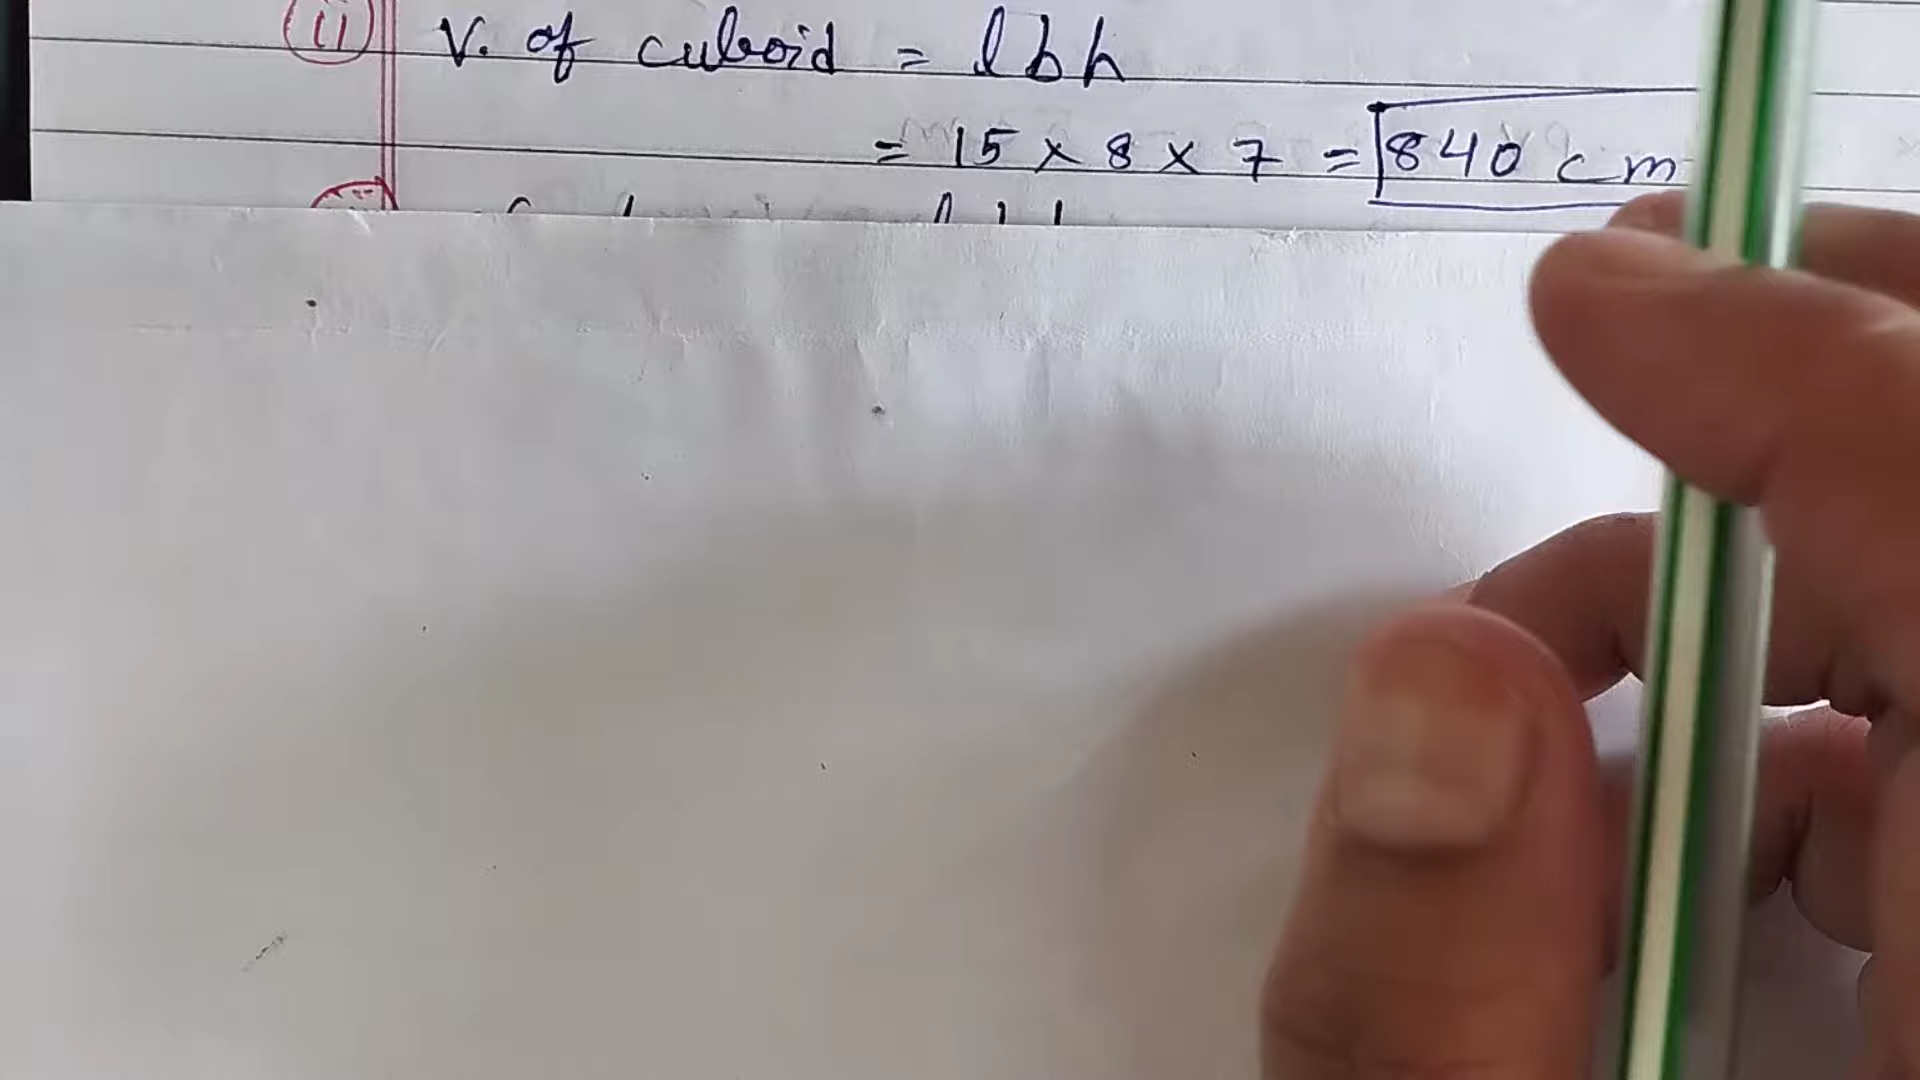 (ii) V. of cuboid = lbh
= 15 x 8 x 7 = 840 cm